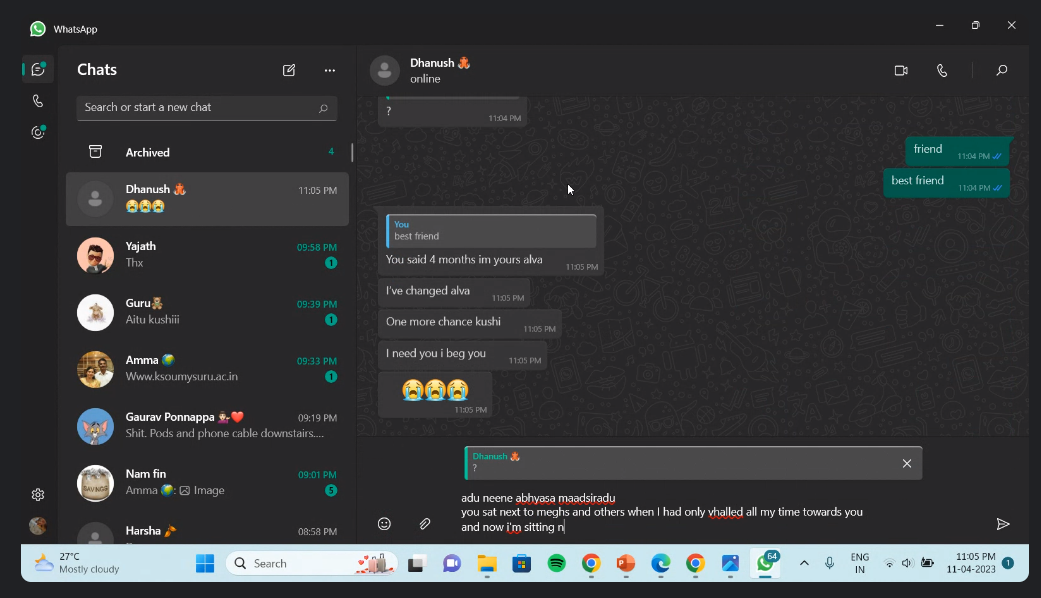 WhatsApp
Chats
Search or start a new chat
Archived 4
Dhanush 11:05 PM
😭😭😭
Yajath 09:58 PM
Thx 1
Guru🧸 09:39 PM
Aitu kushiii 1
Amma 09:33 PM
Www.ksoumysuru.ac.in 1
Gaurav Ponnappa ❤️ 09:19 PM
Shit. Pods and phone cable downstairs....
Nam fin 09:01 PM
Amma : Image 5
Harsha 08:58 PM
Dhanush
online
?
11:04 PM
friend
11:04 PM
best friend
11:04 PM
You
best friend
You said 4 months im yours alva
11:05 PM
I've changed alva
11:05 PM
One more chance kushi
11:05 PM
I need you i beg you
11:05 PM
😭😭😭
11:05 PM
Dhanush
?
adu neene abhyasa maadsiradu
you sat next to meghs and others when I had only vhalled all my time towards you
and now i'm sitting n
27°C
Mostly cloudy
Search
64
ENG
IN
11:05 PM
11-04-2023
1